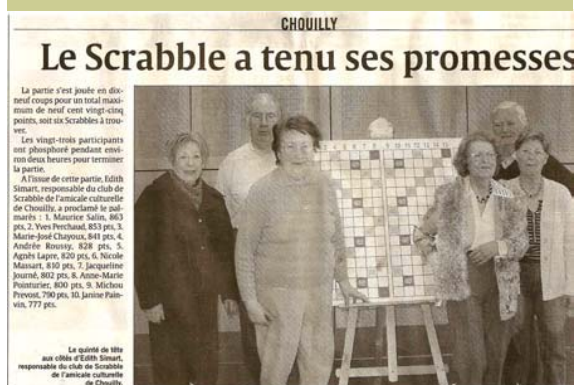 CHOUILLY
Le Scrabble a tenu ses promesses
La partie s'est jouée en dix-
neuf coups pour un total maxi-
mum de neuf cent vingt-cinq
points, soit six Scrabbles à trou-
ver.
Les vingt-trois participants
ont phosphoré pendant envi-
ron deux heures pour terminer
la partie.
A l'issue de cette partie, Edith
Simart, responsable du club de
Scrabble de l'amicale culturelle
de Chouilly, a proclamé le pal-
marès : 1. Maurice Salin, 863
pts, 2. Yves Perchaud, 853 pts, 3.
Marie-José Chayoux, 841 pts, 4.
Andrée Roussy, 828 pts, 5.
Agnès Lapre, 820 pts, 6. Nicole
Massart, 810 pts, 7. Jacqueline
Journé, 802 pts, 8. Anne-Marie
Pointurier, 800 pts, 9. Michou
Prevost, 790 pts, 10. Janine Pain-
vin, 777 pts.
Le quinté de tête
aux côtés d'Edith Simart,
responsable du club de Scrabble
de l'amicale culturelle
de Chouilly.